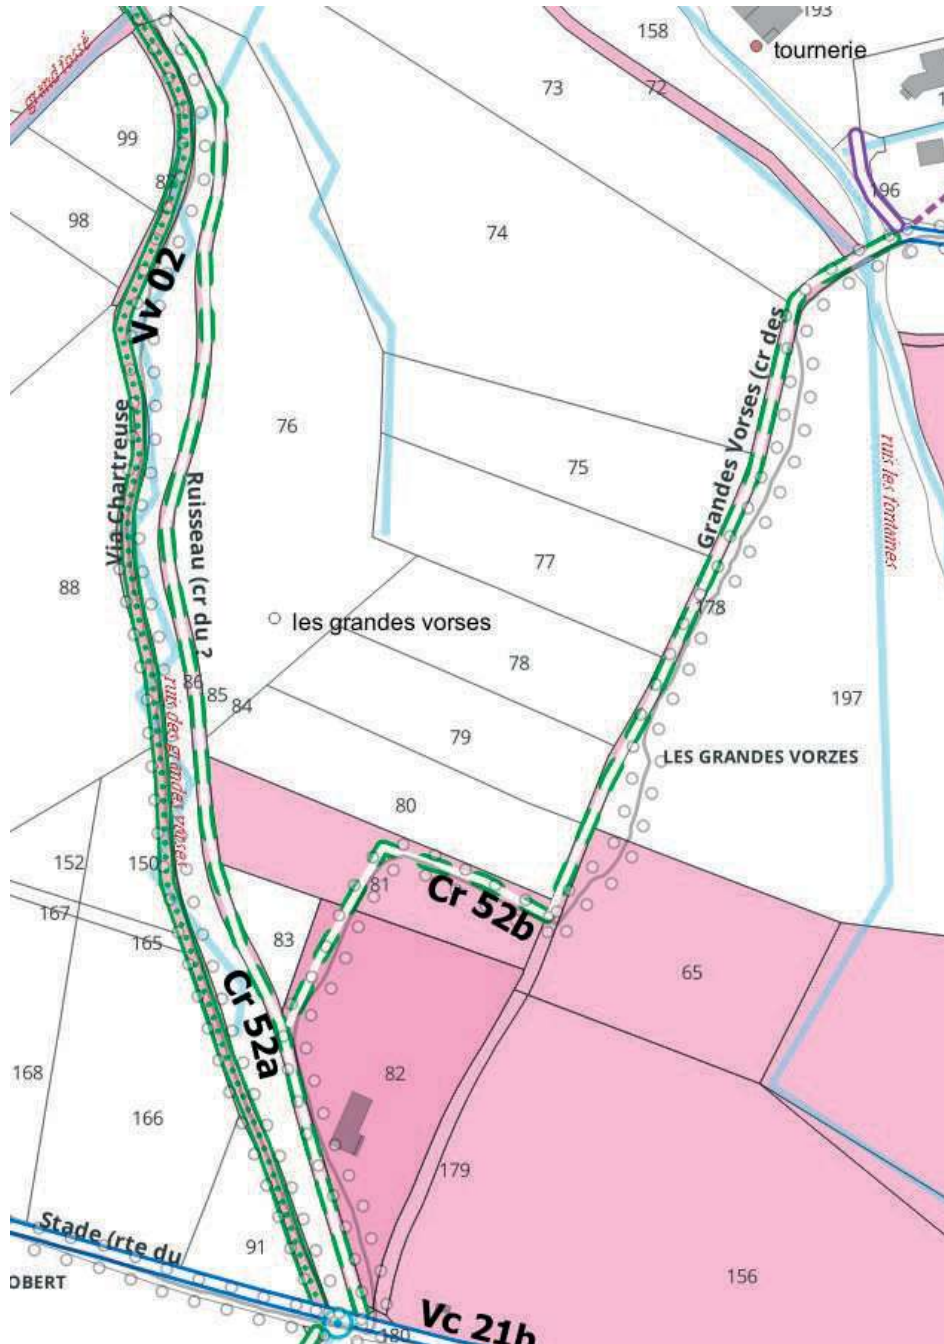 193
tournerie
158
grand fossé
73
72
99
87
196
98
74
Vv 02
Grandes Vorses (cr des
76
75
Via Chartreuse
Ruisseau (cr du ?
ruis les fontaines
77
88
178
les grandes vorses
78
86
85
84
197
79
ruis des grandes vorses
LES GRANDES VORZES
80
152
150
81
Cr 52b
167
165
83
65
Cr 52a
168
82
166
179
Stade (rte du
91
OBERT
156
Vc 21b
180